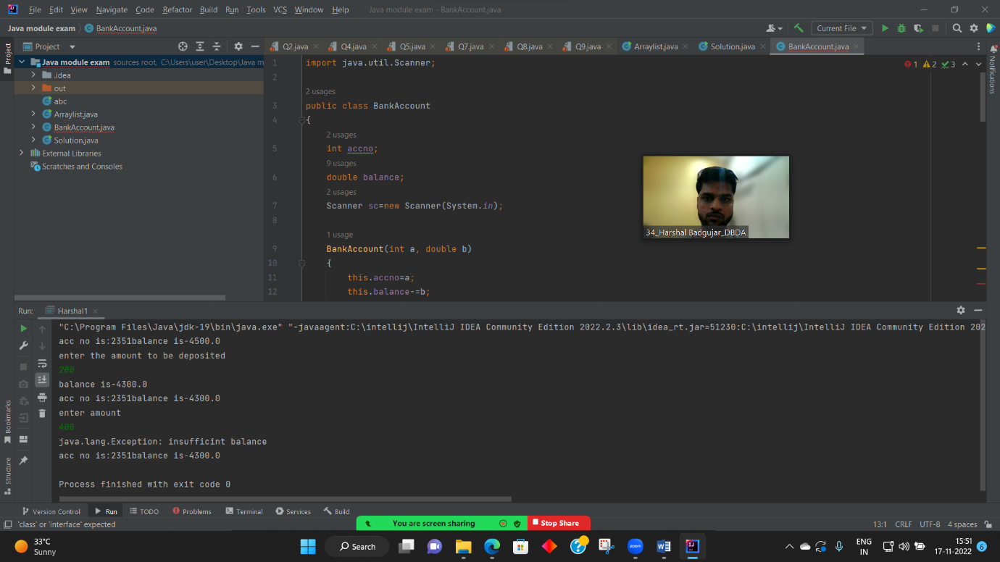 File Edit View Navigate Code Refactor Build Run Tools VCS Window Help Java module exam - BankAccount.java
Java module exam BankAccount.java Current File
Project
Project
Q2.java Q4.java Q5.java Q7.java Q8.java Q9.java Arraylist.java Solution.java BankAccount.java
Notifications
Java module exam sources root, C:\Users\user\Desktop\Java m
.idea
out
abc
Arraylist.java
BankAccount.java
Solution.java
External Libraries
Scratches and Consoles
1 2 3
1 import java.util.Scanner;
2
2 usages
3 public class BankAccount
4 {
2 usages
5 int accno;
9 usages
6 double balance;
2 usages
7 Scanner sc=new Scanner(System.in);
8
1 usage
9 BankAccount(int a, double b)
10 {
11 this.accno=a;
12 this.balance-=b;
34_Harshal Badgujar_DBDA
Run: Harshal1
"C:\Program Files\Java\jdk-19\bin\java.exe" "-javaagent:C:\intellij\IntelliJ IDEA Community Edition 2022.2.3\lib\idea_rt.jar=51230:C:\intellij\IntelliJ IDEA Community Edition 202
acc no is:2351balance is-4500.0
enter the amount to be deposited
200
balance is-4300.0
acc no is:2351balance is-4300.0
enter amount
400
java.lang.Exception: insufficint balance
acc no is:2351balance is-4300.0
Process finished with exit code 0
Bookmarks
Structure
Version Control Run TODO Problems Terminal Services Build
'class' or 'interface' expected
You are screen sharing Stop Share
13:1 CRLF UTF-8 4 spaces
33°C
Sunny
Search
zoom
ENG
IN
15:51
17-11-2022
6